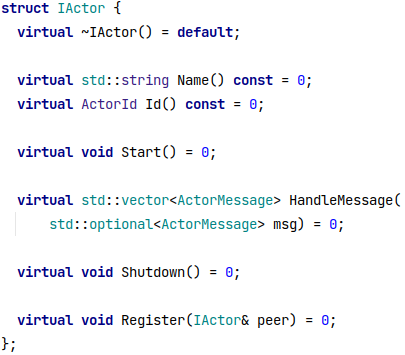 struct IActor {
  virtual ~IActor() = default;

  virtual std::string Name() const = 0;
  virtual ActorId Id() const = 0;

  virtual void Start() = 0;

  virtual std::vector<ActorMessage> HandleMessage(
      std::optional<ActorMessage> msg) = 0;

  virtual void Shutdown() = 0;

  virtual void Register(IActor& peer) = 0;
};